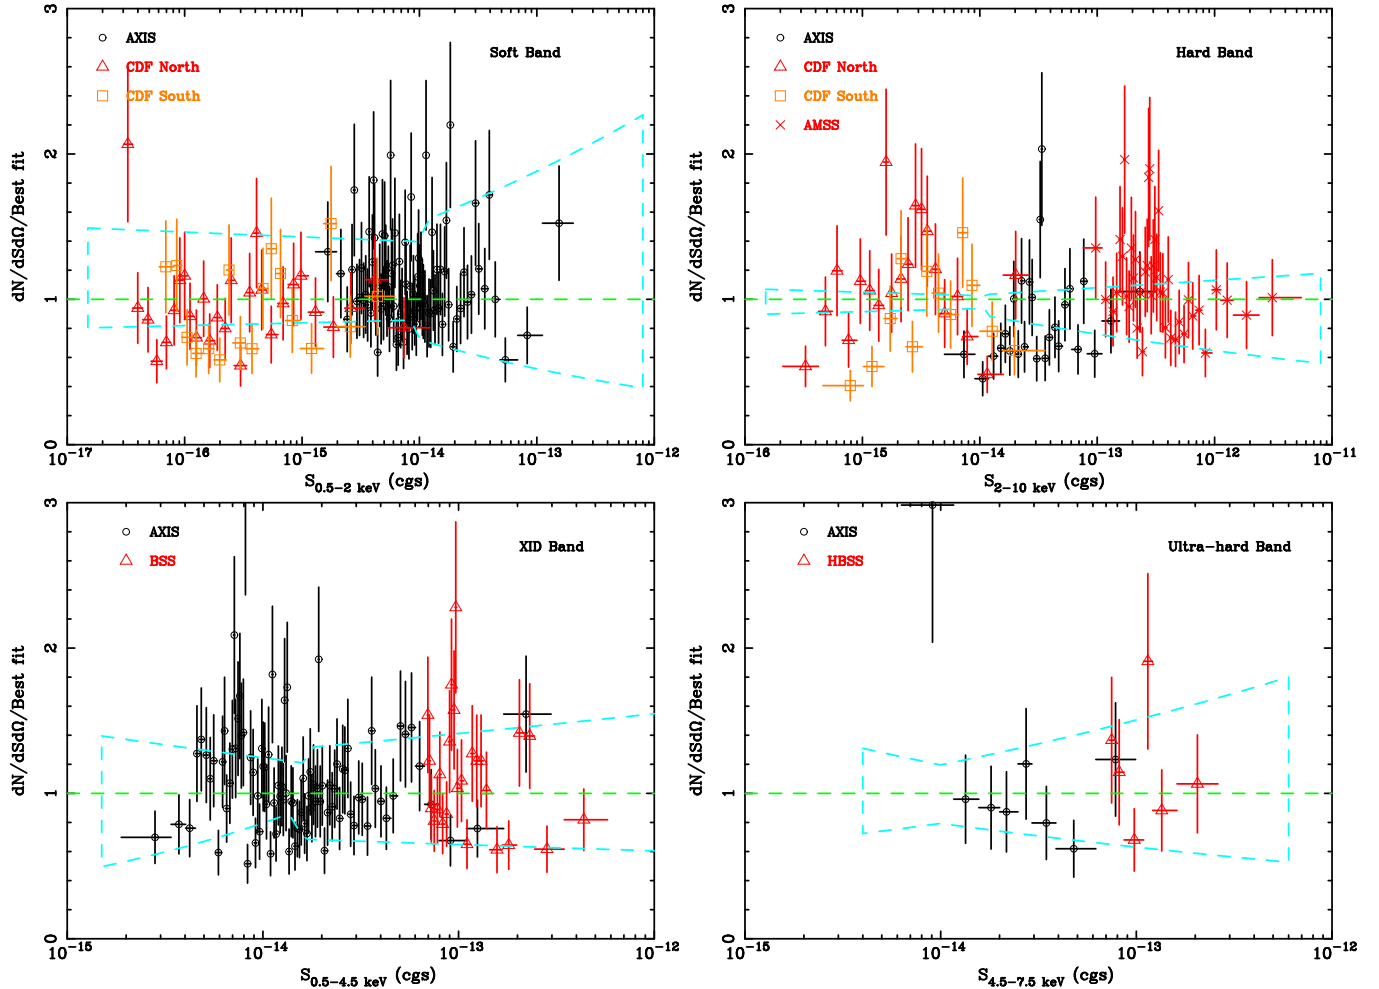 3
2
1
0
dN/dSdΩ/Best fit
AXIS
CDF North
CDF South
Soft Band
10−17 10−16 10−15 10−14 10−13 10−12
S0.5−2 keV (cgs)
3
2
1
0
dN/dSdΩ/Best fit
AXIS
CDF North
CDF South
AMSS
Hard Band
10−16 10−15 10−14 10−13 10−12 10−11
S2−10 keV (cgs)
3
2
1
0
dN/dSdΩ/Best fit
AXIS
BSS
XID Band
10−15 10−14 10−13 10−12
S0.5−4.5 keV (cgs)
3
2
1
0
dN/dSdΩ/Best fit
AXIS
HBSS
Ultra−hard Band
10−15 10−14 10−13 10−12
S4.5−7.5 keV (cgs)